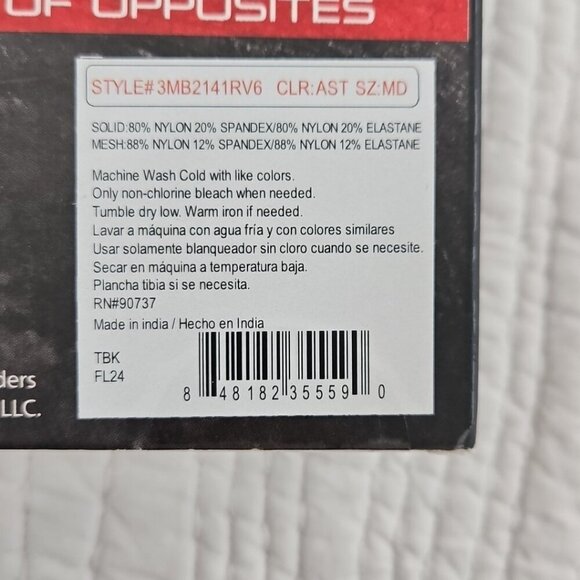 OF OPPOSITES
STYLE# 3MB2141RV6 CLR:AST SZ:MD
SOLID:80% NYLON 20% SPANDEX/80% NYLON 20% ELASTANE
MESH:88% NYLON 12% SPANDEX/88% NYLON 12% ELASTANE
Machine Wash Cold with like colors.
Only non-chlorine bleach when needed.
Tumble dry low. Warm iron if needed.
Lavar a máquina con agua fría y con colores similares
Usar solamente blanqueador sin cloro cuando se necesite.
Secar en máquina a temperatura baja.
Plancha tibia si se necesita.
RN#90737
Made in india / Hecho en India
TBK
FL24
8 48182 35559 0
ders
LLC.